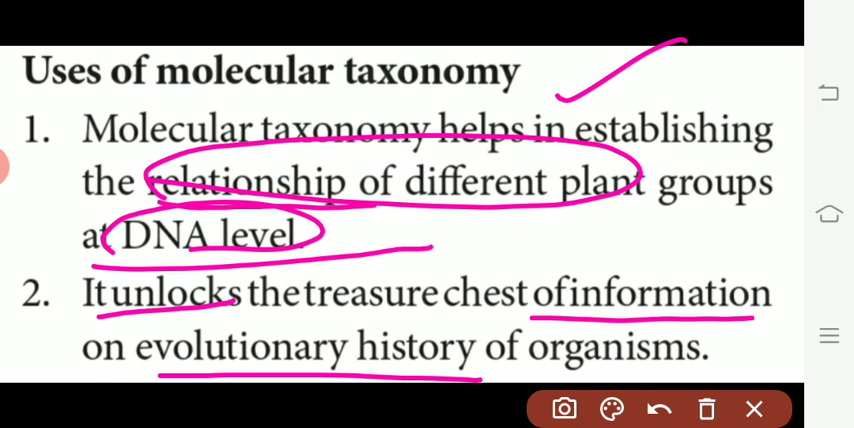 Uses of molecular taxonomy
1. Molecular taxonomy helps in establishing
the relationship of different plant groups
at DNA level.
2. It unlocks the treasure chest of information
on evolutionary history of organisms.